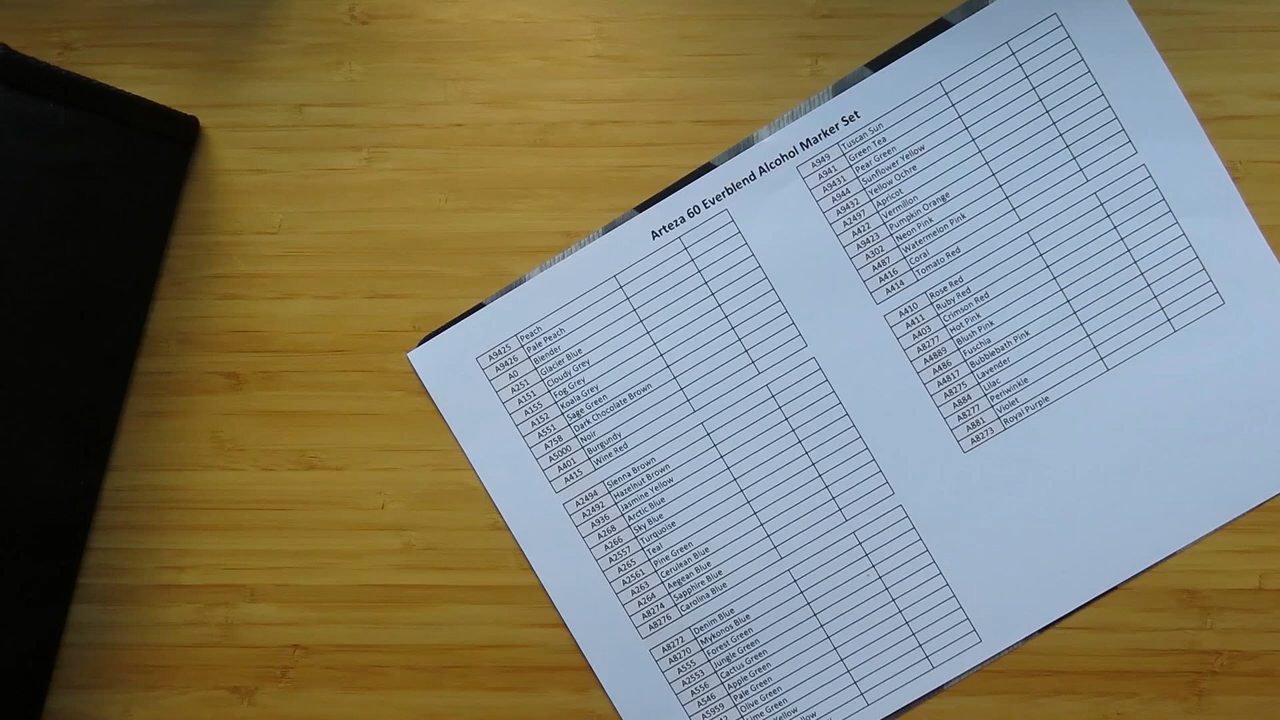 Arteza 60 Everblend Alcohol Marker Set
A9425 Peach
A9426 Pale Peach
A0 Blender
A251 Glacier Blue
A151 Cloudy Grey
A155 Fog Grey
A152 Koala Grey
A551 Sage Green
A758 Dark Chocolate Brown
A5000 Noir
A401 Burgundy
A415 Wine Red
A2494 Sienna Brown
A2492 Hazelnut Brown
A936 Jasmine Yellow
A268 Arctic Blue
A266 Sky Blue
A2557 Turquoise
A265 Teal
A2561 Pine Green
A263 Cerulean Blue
A264 Aegean Blue
A8274 Sapphire Blue
A8276 Carolina Blue
A8272 Denim Blue
A8270 Mykonos Blue
A555 Forest Green
A2553 Jungle Green
A556 Cactus Green
A546 Apple Green
A5959 Pale Green
Olive Green
Lime Green
A949 Tuscan Sun
A941 Green Tea
A9431 Pear Green
A944 Sunflower Yellow
A9432 Yellow Ochre
A2497 Apricot
A422 Vermilion
A9423 Pumpkin Orange
A302 Neon Pink
A487 Watermelon Pink
A416 Coral
A414 Tomato Red
A410 Rose Red
A411 Ruby Red
A403 Crimson Red
A8277 Hot Pink
A4889 Blush Pink
A486 Fuschia
A4817 Bubblebath Pink
A8275 Lavender
A884 Lilac
A8277 Periwinkle
A881 Violet
A8273 Royal Purple